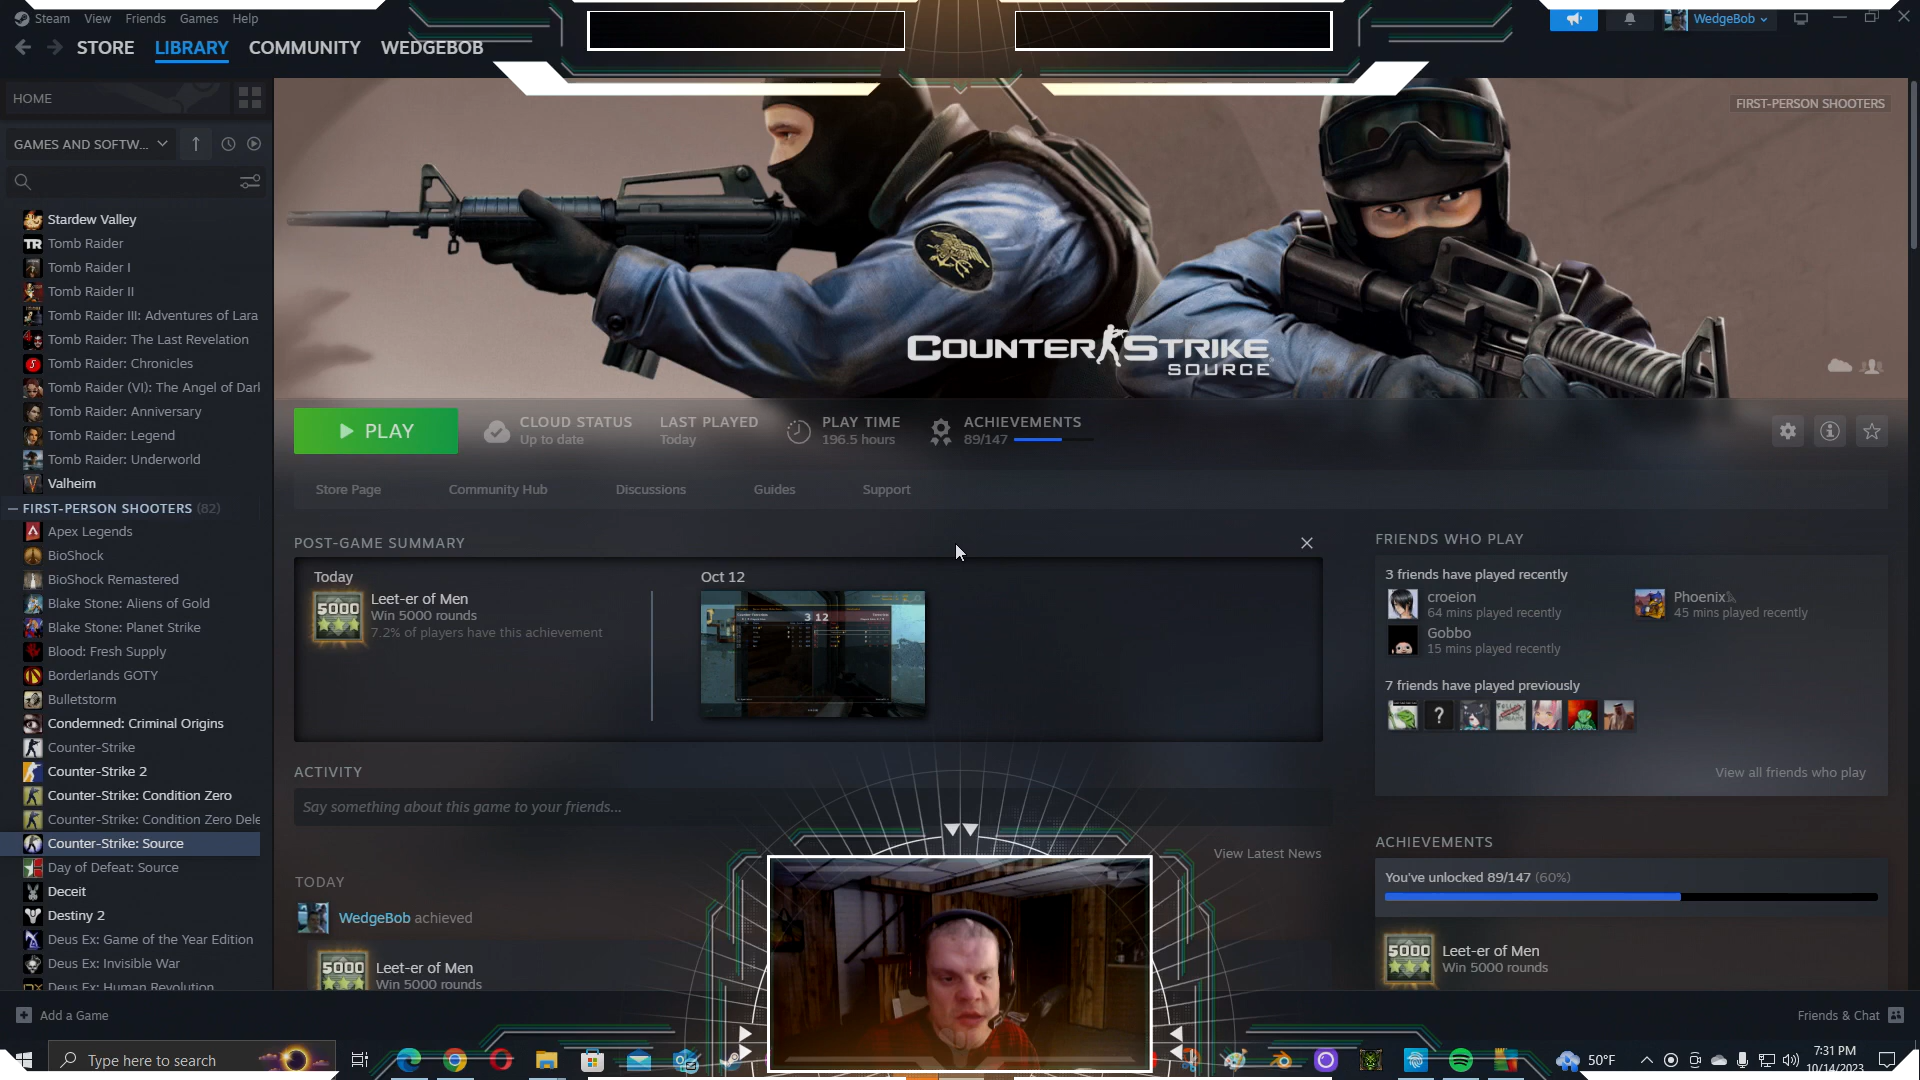 Steam View Friends Games Help
WedgeBob
STORE LIBRARY COMMUNITY WEDGEBOB
HOME
FIRST-PERSON SHOOTERS
GAMES AND SOFTW...
Stardew Valley
Tomb Raider
Tomb Raider I
Tomb Raider II
Tomb Raider III: Adventures of Lara
Tomb Raider: The Last Revelation
Tomb Raider: Chronicles
Tomb Raider (VI): The Angel of Darl
Tomb Raider: Anniversary
Tomb Raider: Legend
Tomb Raider: Underworld
Valheim
FIRST-PERSON SHOOTERS (82)
Apex Legends
BioShock
BioShock Remastered
Blake Stone: Aliens of Gold
Blake Stone: Planet Strike
Blood: Fresh Supply
Borderlands GOTY
Bulletstorm
Condemned: Criminal Origins
Counter-Strike
Counter-Strike 2
Counter-Strike: Condition Zero
Counter-Strike: Condition Zero Dele
Counter-Strike: Source
Day of Defeat: Source
Deceit
Destiny 2
Deus Ex: Game of the Year Edition
Deus Ex: Invisible War
Deus Ex: Human Revolution
Add a Game
COUNTER STRIKE
SOURCE
PLAY
CLOUD STATUS
Up to date
LAST PLAYED
Today
PLAY TIME
196.5 hours
ACHIEVEMENTS
89/147
Store Page Community Hub Discussions Guides Support
POST-GAME SUMMARY
Today
5000
Leet-er of Men
Win 5000 rounds
7.2% of players have this achievement
Oct 12
3 12
ACTIVITY
Say something about this game to your friends...
View Latest News
TODAY
WedgeBob achieved
5000
Leet-er of Men
Win 5000 rounds
FRIENDS WHO PLAY
3 friends have played recently
croeion
64 mins played recently
Phoenix
45 mins played recently
Gobbo
15 mins played recently
7 friends have played previously
?
View all friends who play
ACHIEVEMENTS
You've unlocked 89/147 (60%)
5000
Leet-er of Men
Win 5000 rounds
Friends & Chat
Type here to search
50°F
7:31 PM
10/14/2023